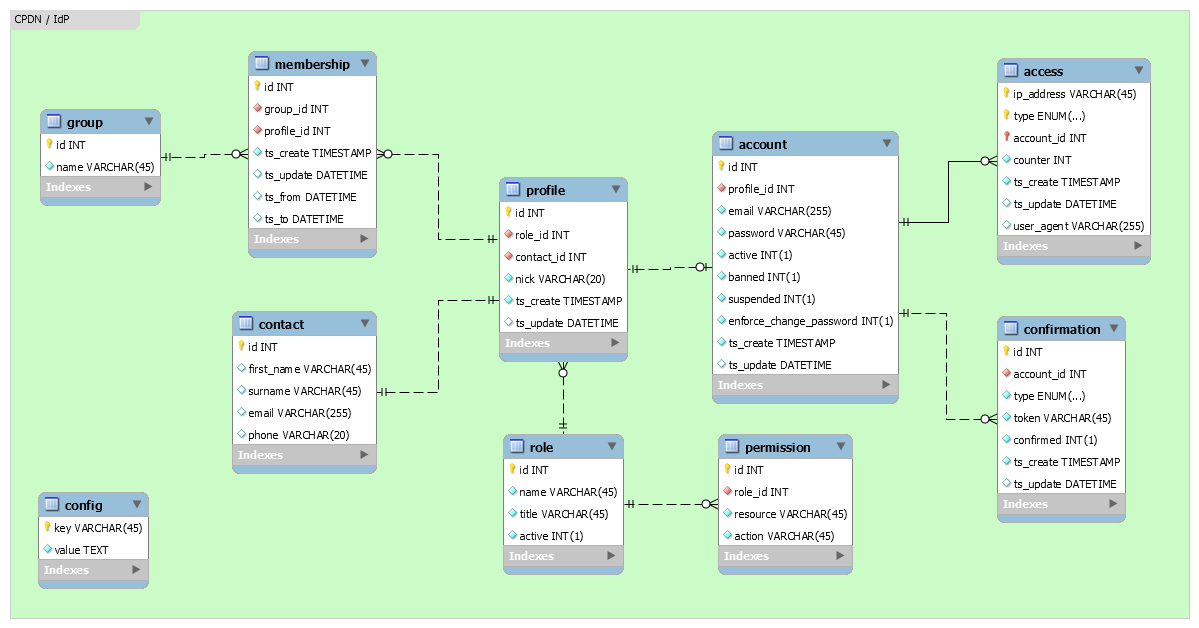 CPDN / IdP
group
id INT
name VARCHAR(45)
Indexes
membership
id INT
group_id INT
profile_id INT
ts_create TIMESTAMP
ts_update DATETIME
ts_from DATETIME
ts_to DATETIME
Indexes
contact
id INT
first_name VARCHAR(45)
surname VARCHAR(45)
email VARCHAR(255)
phone VARCHAR(20)
Indexes
config
key VARCHAR(45)
value TEXT
Indexes
profile
id INT
role_id INT
contact_id INT
nick VARCHAR(20)
ts_create TIMESTAMP
ts_update DATETIME
Indexes
role
id INT
name VARCHAR(45)
title VARCHAR(45)
active INT(1)
Indexes
account
id INT
profile_id INT
email VARCHAR(255)
password VARCHAR(45)
active INT(1)
banned INT(1)
suspended INT(1)
enforce_change_password INT(1)
ts_create TIMESTAMP
ts_update DATETIME
Indexes
permission
id INT
role_id INT
resource VARCHAR(45)
action VARCHAR(45)
Indexes
access
ip_address VARCHAR(45)
type ENUM(...)
account_id INT
counter INT
ts_create TIMESTAMP
ts_update DATETIME
user_agent VARCHAR(255)
Indexes
confirmation
id INT
account_id INT
type ENUM(...)
token VARCHAR(45)
confirmed INT(1)
ts_create TIMESTAMP
ts_update DATETIME
Indexes